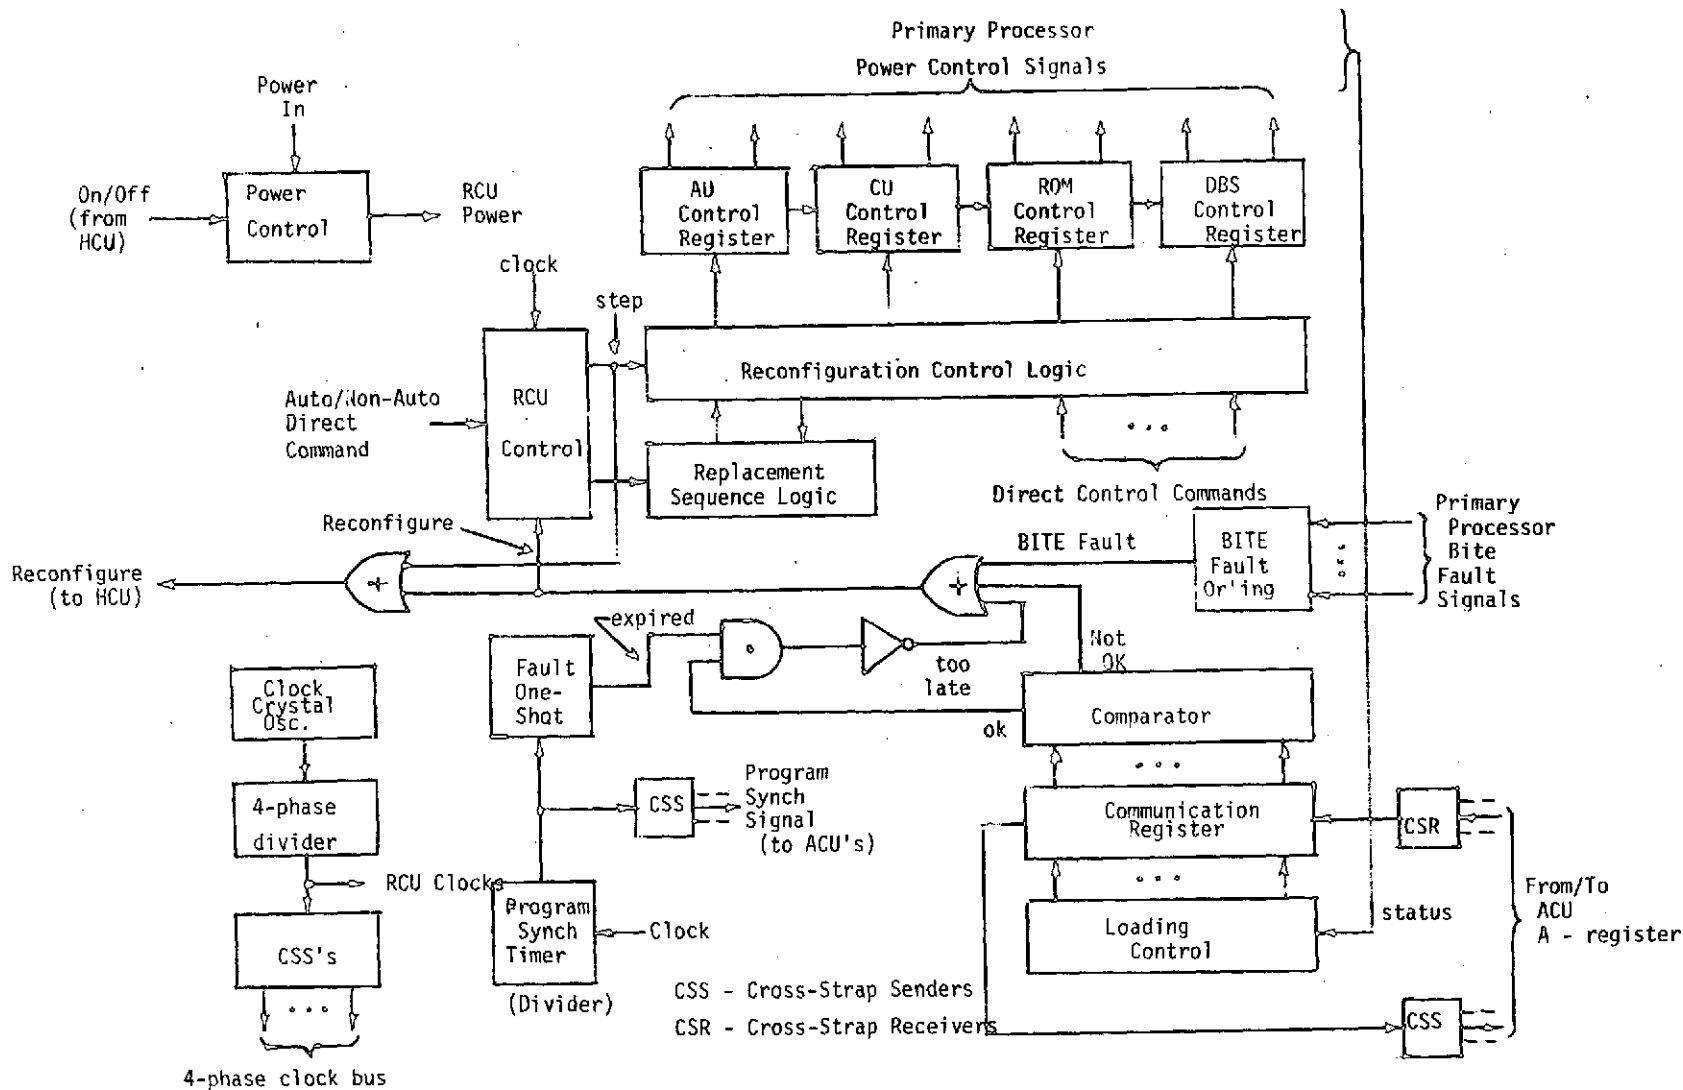 Primary Processor
Power Control Signals
Power
In
On/Off
(from
HCU)
Power
Control
RCU
Power
AU
Control
Register
CU
Control
Register
ROM
Control
Register
DBS
Control
Register
clock
step
Auto/Non-Auto
Direct
Command
RCU
Control
Reconfiguration Control Logic
Replacement
Sequence Logic
Direct Control Commands
Reconfigure
Reconfigure
(to HCU)
+
+
BITE Fault
BITE
Fault
Or'ing
Primary
Processor
Bite
Fault
Signals
expired
Fault
One-
Shot
too
late
Not
OK
ok
Comparator
Clock
Crystal
Osc.
4-phase
divider
RCU Clocks
CSS's
4-phase clock bus
CSS
Program
Synch
Signal
(to ACU's)
Program
Synch
Timer
Clock
(Divider)
Communication
Register
CSR
Loading
Control
status
From/To
ACU
A - register
CSS - Cross-Strap Senders
CSR - Cross-Strap Receivers
CSS